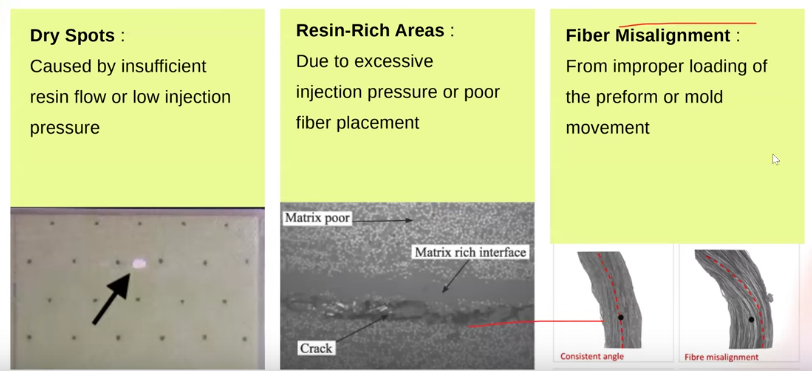 Dry Spots :
Caused by insufficient
resin flow or low injection
pressure
Resin-Rich Areas :
Due to excessive
injection pressure or poor
fiber placement
Fiber Misalignment :
From improper loading of
the preform or mold
movement
Matrix poor
Matrix rich interface
Crack
Consistent angle
Fibre misalignment